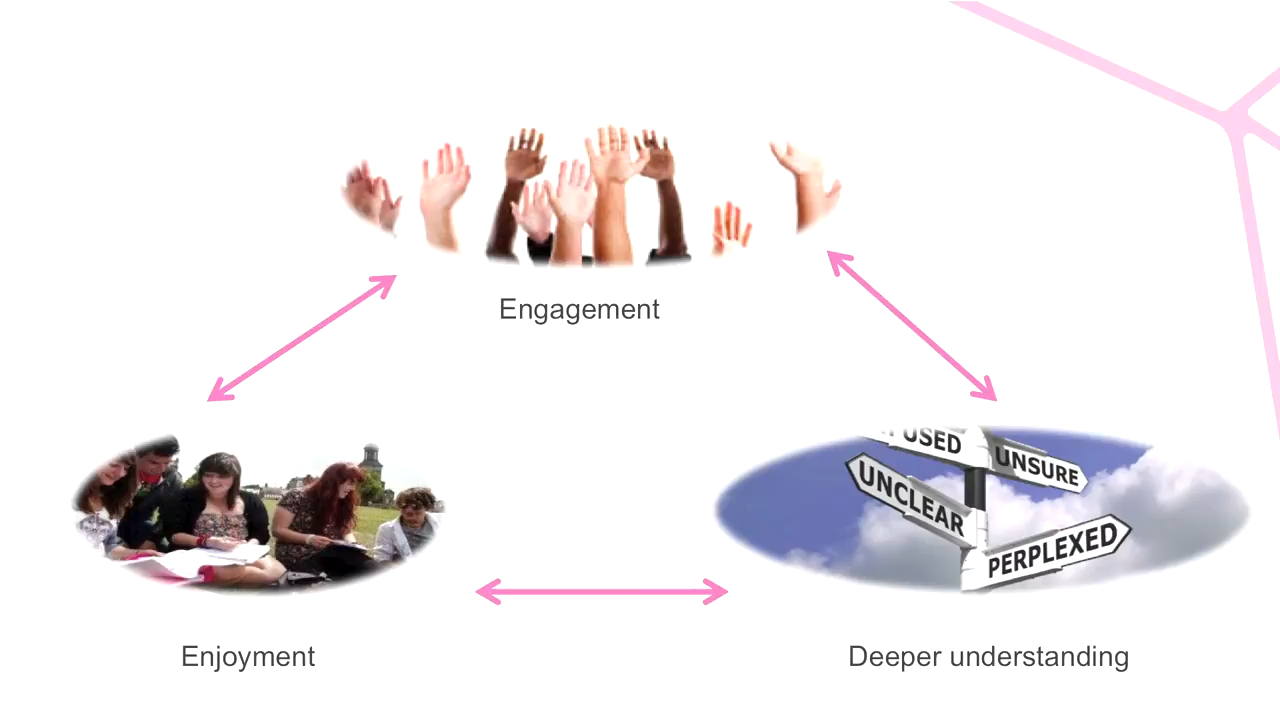 Engagement
USED
UNSURE
UNCLEAR
PERPLEXED
Enjoyment
Deeper understanding